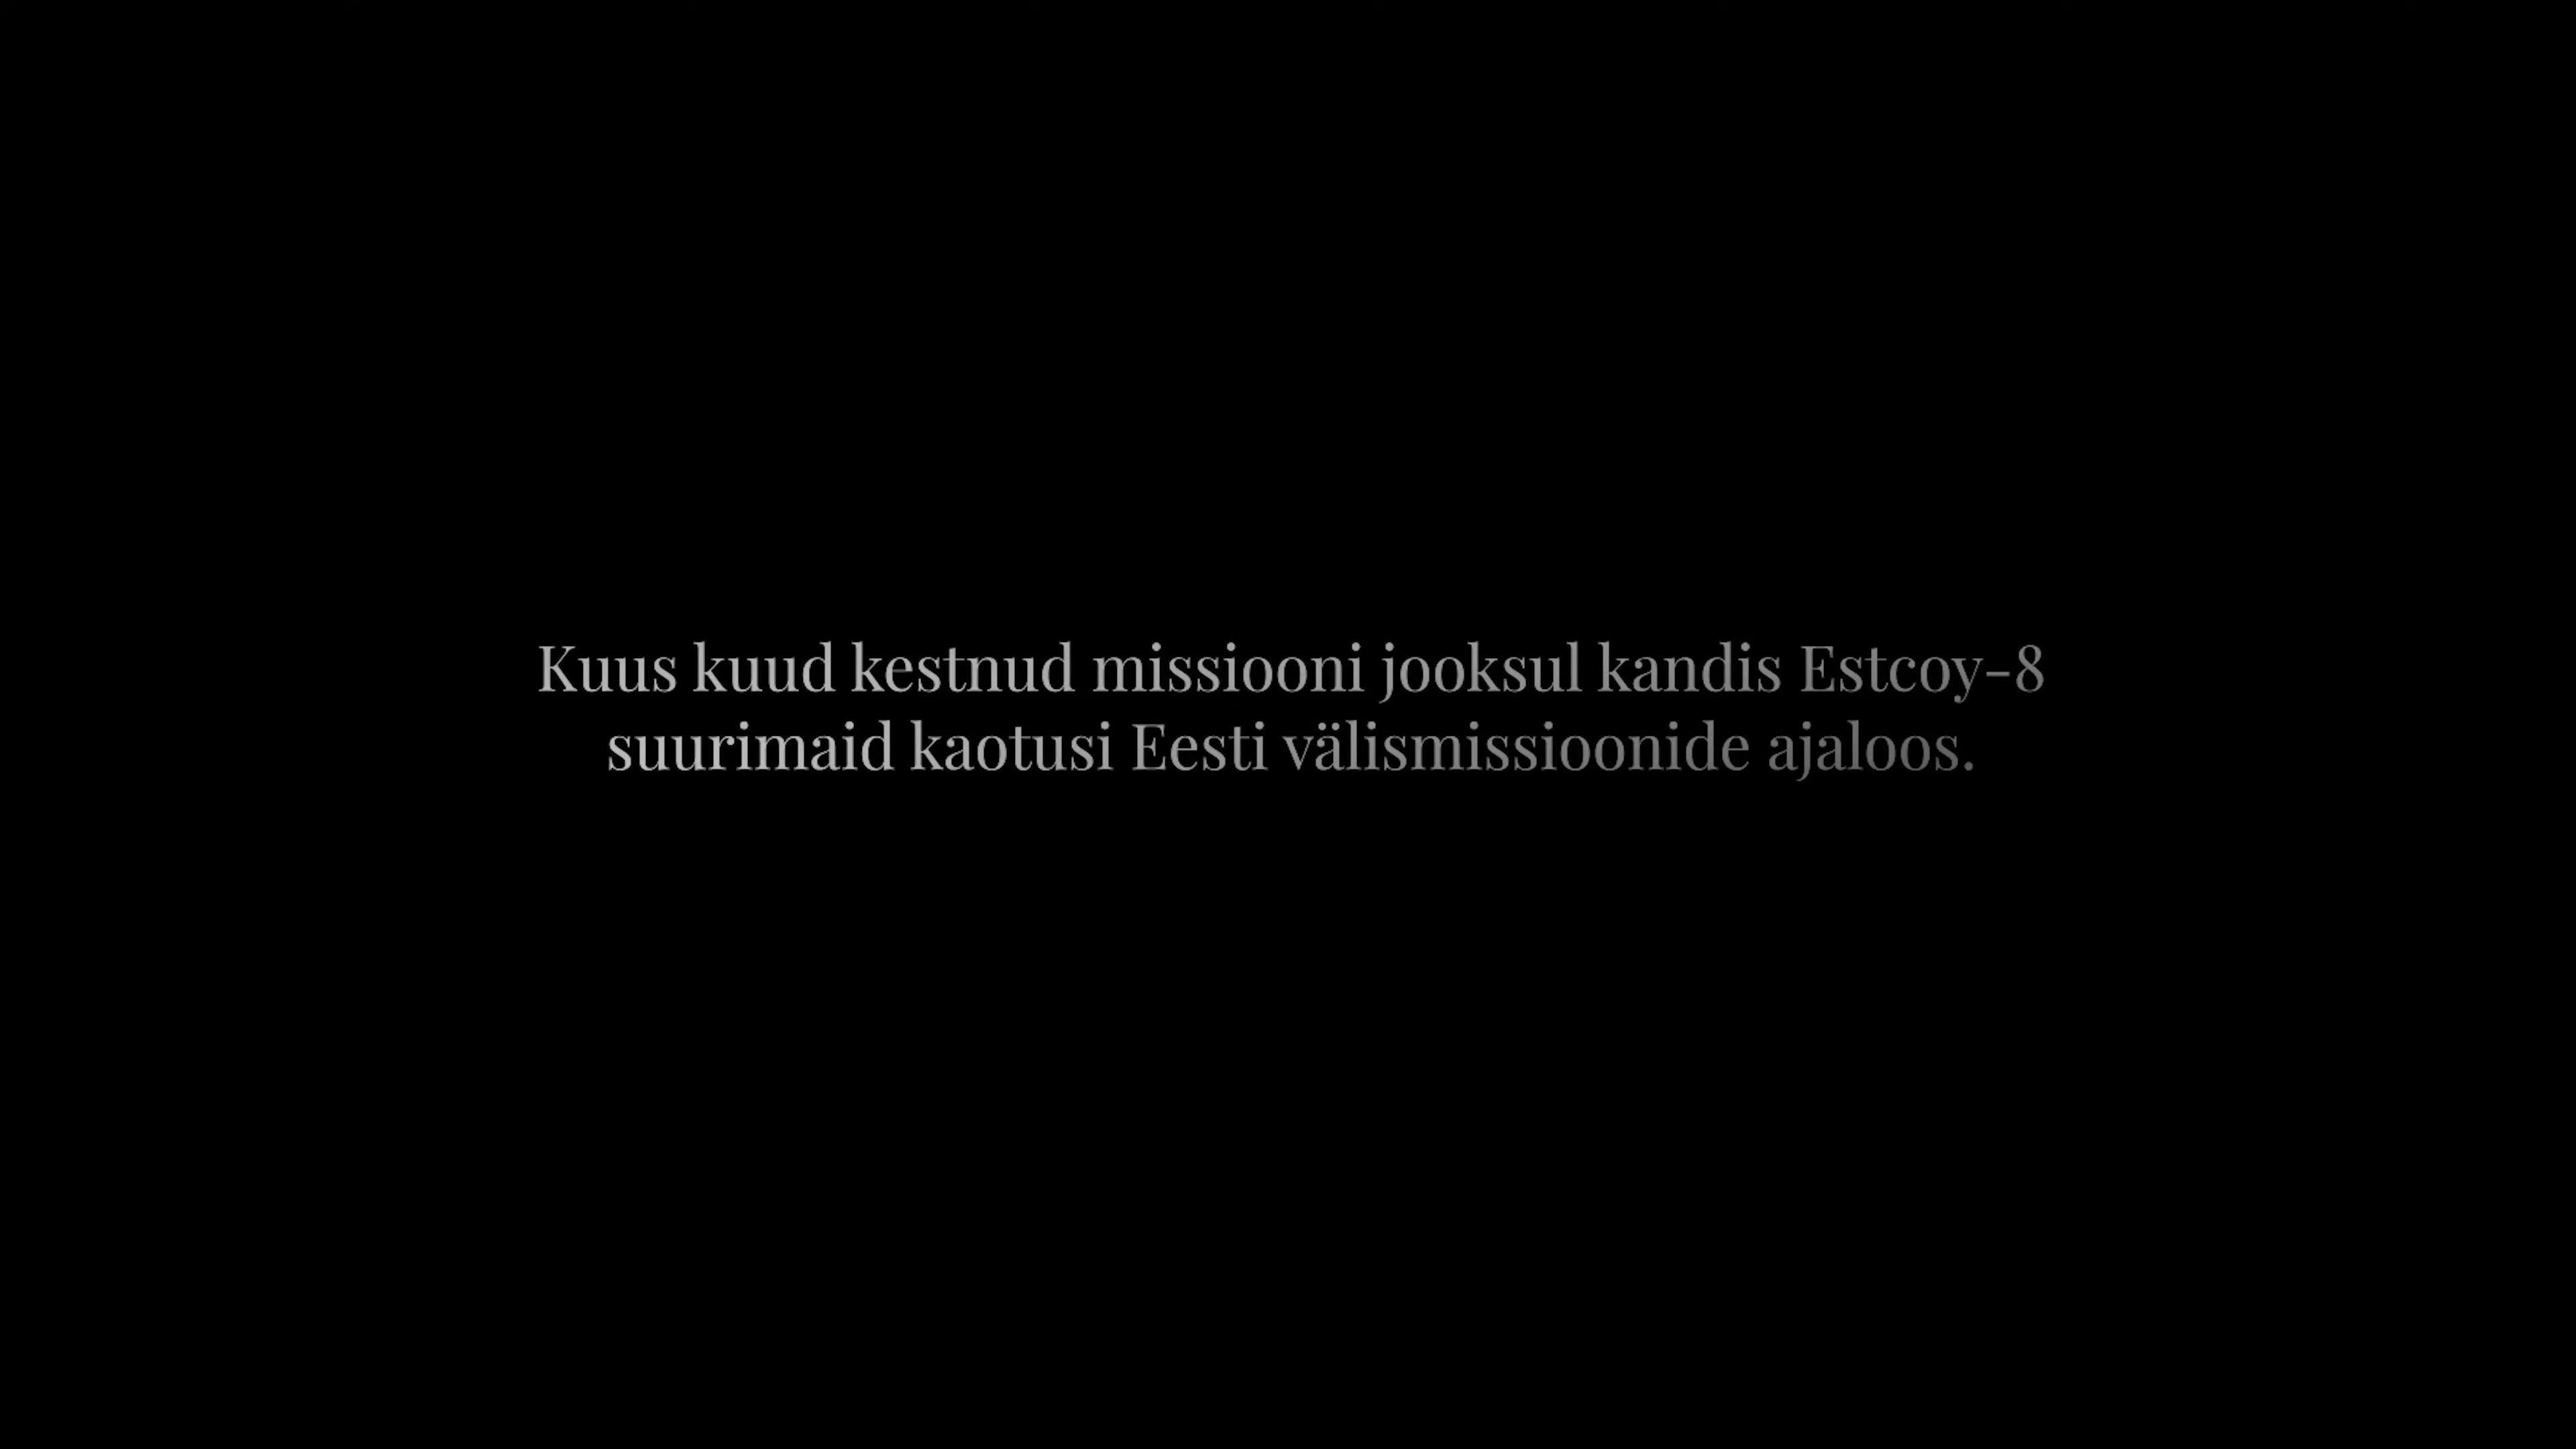 Kuus kuud kestnud missiooni jooksul kandis Estcoy-8
suurimaid kaotusi Eesti välismissioonide ajaloos.